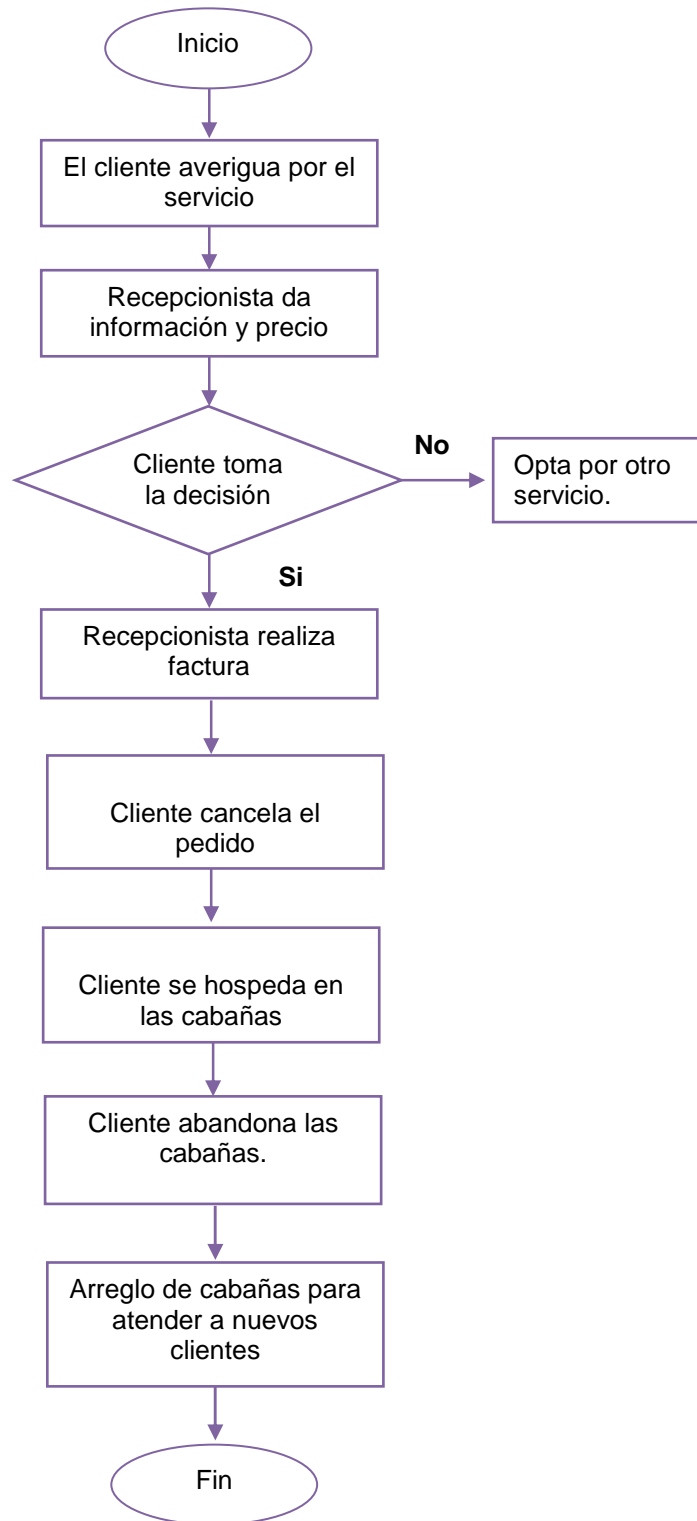 Inicio
El cliente averigua por el
servicio
Recepcionista da
información y precio
Cliente toma
la decisión
No
Opta por otro
servicio.
Si
Recepcionista realiza
factura
Cliente cancela el
pedido
Cliente se hospeda en
las cabañas
Cliente abandona las
cabañas.
Arreglo de cabañas para
atender a nuevos
clientes
Fin